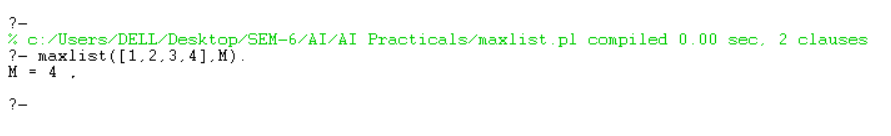 ?-
% c:/Users/DELL/Desktop/SEM-6/AI/AI Practicals/maxlist.pl compiled 0.00 sec, 2 clauses
?- maxlist([1,2,3,4],M).
M = 4 .
?-